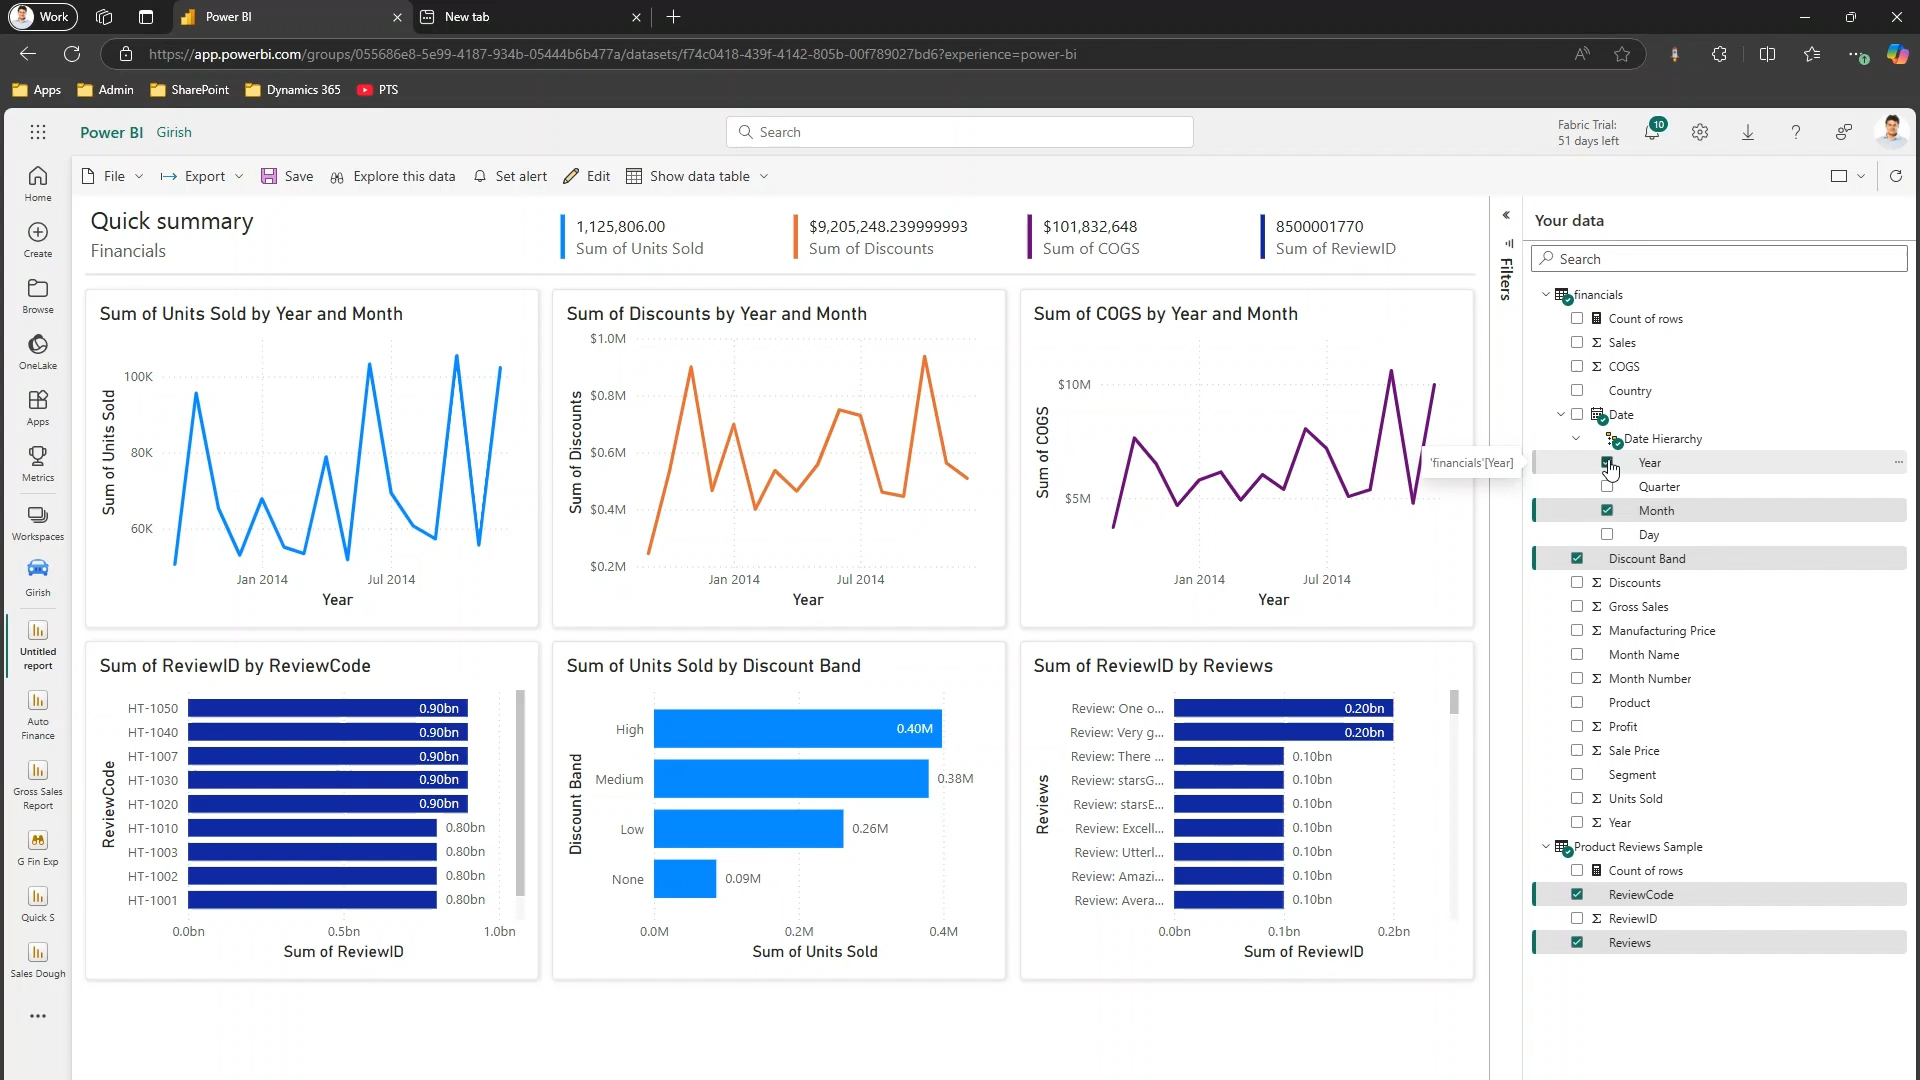 Work
Power BI
New tab
https://app.powerbi.com/groups/055686e8-5e99-4187-934b-05444b6b477a/datasets/f74c0418-439f-4142-805b-00f789027bd6?experience=power-bi
Apps
Admin
SharePoint
Dynamics 365
PTS
Power BI Girish
Search
Fabric Trial:
51 days left
10
File
Export
Save
Explore this data
Set alert
Edit
Show data table
Home
Create
Browse
OneLake
Apps
Metrics
Workspaces
Girish
Untitled
report
Auto
Finance
Gross Sales
Report
G Fin Exp
Quick S
Sales Dough
Quick summary
Financials
1,125,806.00
Sum of Units Sold
$9,205,248.239999993
Sum of Discounts
$101,832,648
Sum of COGS
8500001770
Sum of ReviewID
Sum of Units Sold by Year and Month
Sum of Units Sold
100K
80K
60K
Jan 2014
Jul 2014
Year
Sum of Discounts by Year and Month
Sum of Discounts
$1.0M
$0.8M
$0.6M
$0.4M
$0.2M
Jan 2014
Jul 2014
Year
Sum of COGS by Year and Month
Sum of COGS
$10M
$5M
Jan 2014
Jul 2014
Year
'financials'[Year]
Sum of ReviewID by ReviewCode
ReviewCode
HT-1050 0.90bn
HT-1040 0.90bn
HT-1007 0.90bn
HT-1030 0.90bn
HT-1020 0.90bn
HT-1010 0.80bn
HT-1003 0.80bn
HT-1002 0.80bn
HT-1001 0.80bn
0.0bn 0.5bn 1.0bn
Sum of ReviewID
Sum of Units Sold by Discount Band
Discount Band
High 0.40M
Medium 0.38M
Low 0.26M
None 0.09M
0.0M 0.2M 0.4M
Sum of Units Sold
Sum of ReviewID by Reviews
Reviews
Review: One o... 0.20bn
Review: Very g... 0.20bn
Review: There ... 0.10bn
Review: starsG... 0.10bn
Review: starsE... 0.10bn
Review: Excell... 0.10bn
Review: Utterl... 0.10bn
Review: Amazi... 0.10bn
Review: Avera... 0.10bn
0.0bn 0.1bn 0.2bn
Sum of ReviewID
Filters
Your data
Search
financials
Count of rows
Sales
COGS
Country
Date
Date Hierarchy
Year
Quarter
Month
Day
Discount Band
Discounts
Gross Sales
Manufacturing Price
Month Name
Month Number
Product
Profit
Sale Price
Segment
Units Sold
Year
Product Reviews Sample
Count of rows
ReviewCode
ReviewID
Reviews